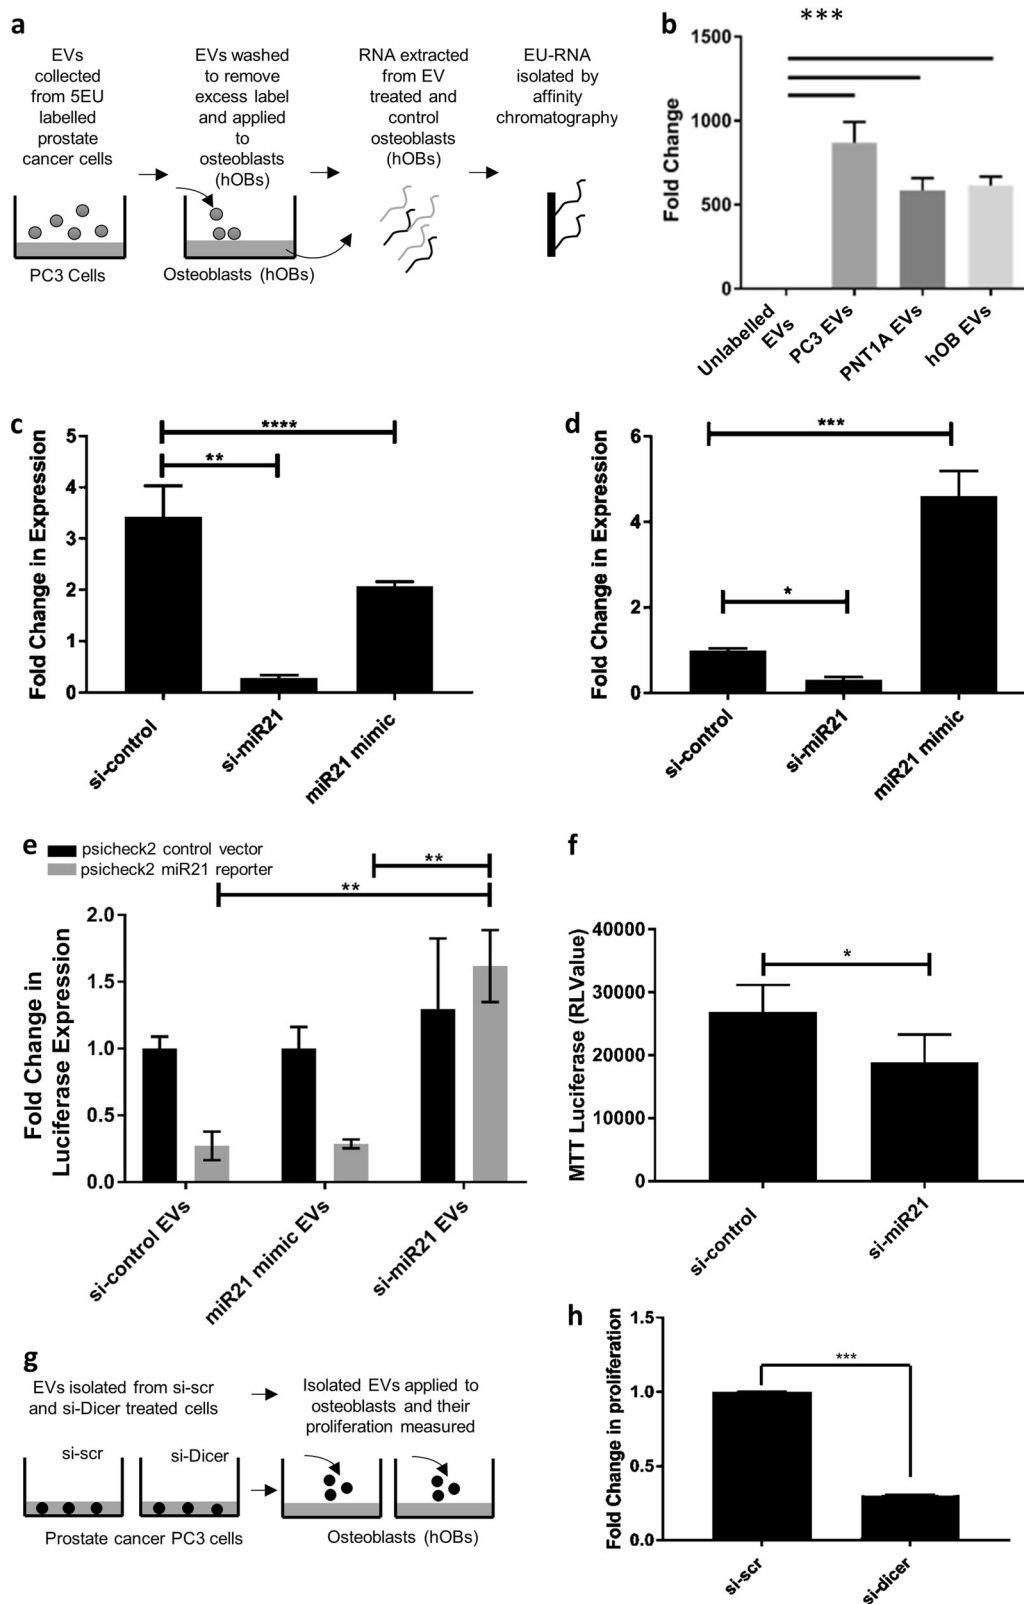 a
EVs
collected
from 5EU
labelled
prostate
cancer cells
EVs washed
to remove
excess label
and applied
to
osteoblasts
(hOBs)
RNA extracted
from EV
treated and
control
osteoblasts
(hOBs)
EU-RNA
isolated by
affinity
chromatography
PC3 Cells
Osteoblasts (hOBs)
b
***
Fold Change
1500
1000
500
0
Unlabelled
EVs
PC3 EVs
PNT1A EVs
hOB EVs
c
Fold Change in Expression
5
4
3
2
1
0
****
**
si-control
si-miR21
miR21 mimic
d
Fold Change in Expression
6
4
2
0
***
*
si-control
si-miR21
miR21 mimic
e
psicheck2 control vector
psicheck2 miR21 reporter
**
**
Fold Change in
Luciferase Expression
2.0
1.5
1.0
0.5
0.0
si-control EVs
miR21 mimic EVs
si-miR21 EVs
f
MTT Luciferase (RLValue)
40000
30000
20000
10000
0
*
si-control
si-miR21
g
EVs isolated from si-scr
and si-Dicer treated cells
Isolated EVs applied to
osteoblasts and their
proliferation measured
si-scr
si-Dicer
Prostate cancer PC3 cells
Osteoblasts (hOBs)
h
Fold Change in proliferation
1.5
1.0
0.5
0.0
***
si-scr
si-dicer